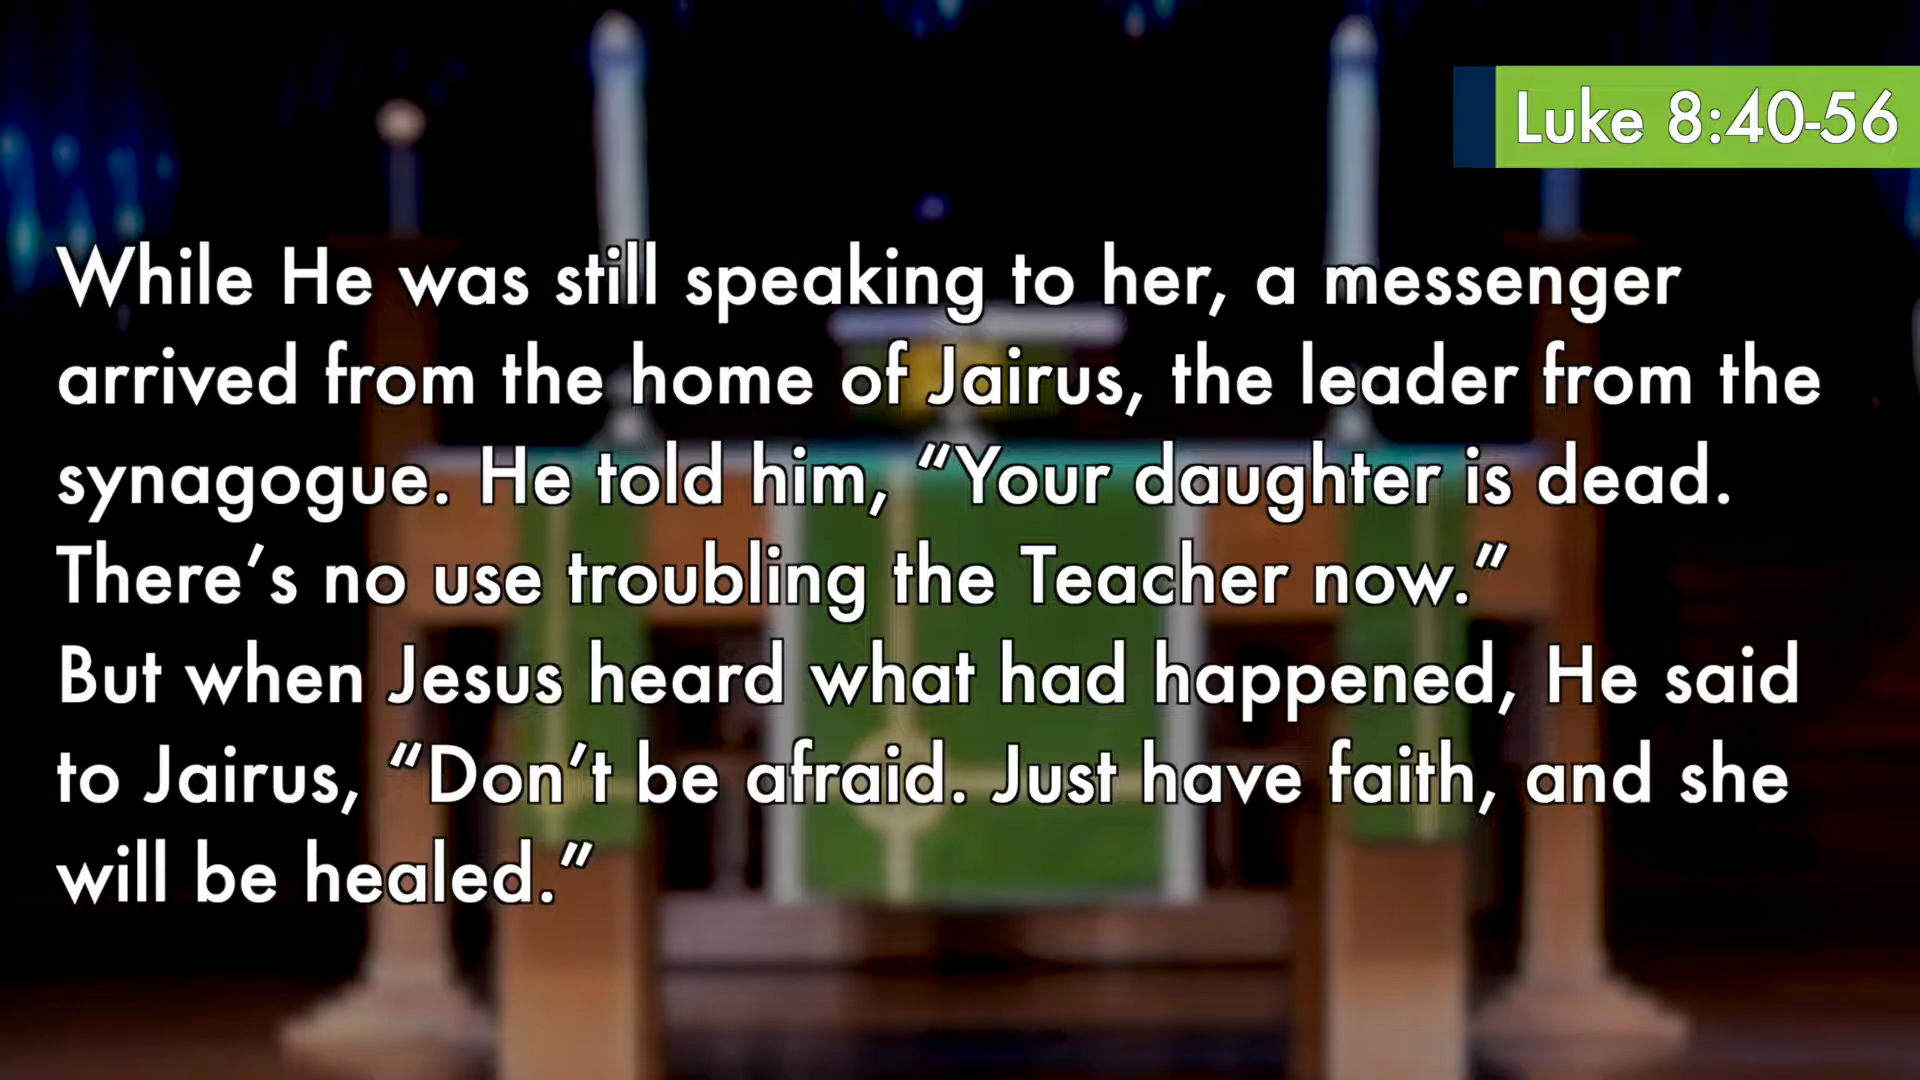 Luke 8:40-56
While He was still speaking to her, a messenger
arrived from the home of Jairus, the leader from the
synagogue. He told him, “Your daughter is dead.
There’s no use troubling the Teacher now.”
But when Jesus heard what had happened, He said
to Jairus, “Don’t be afraid. Just have faith, and she
will be healed.”